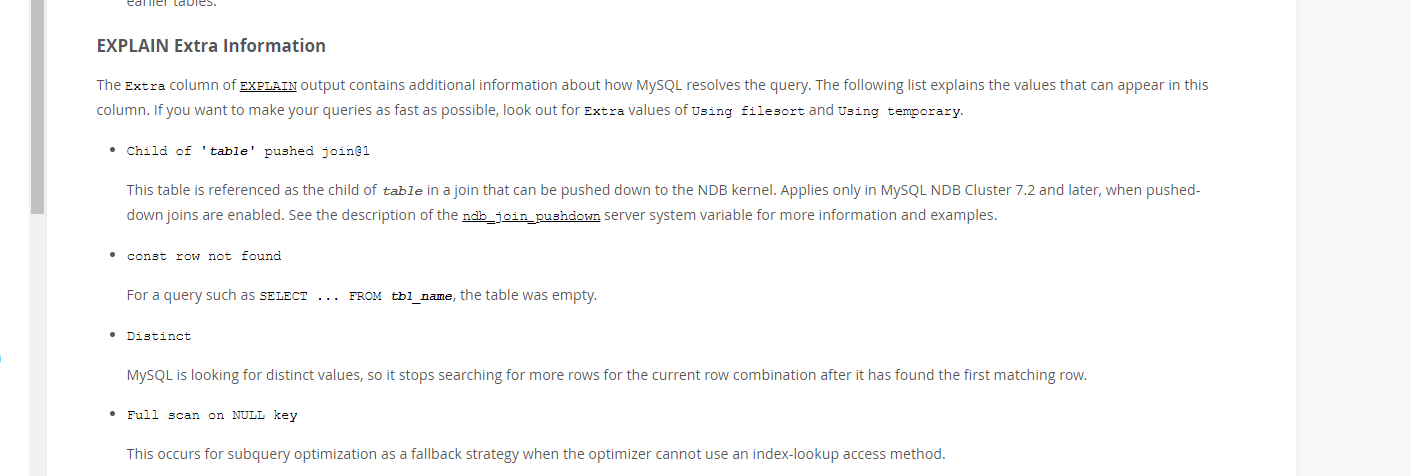 earlier tables.
EXPLAIN Extra Information
The Extra column of EXPLAIN output contains additional information about how MySQL resolves the query. The following list explains the values that can appear in this
column. If you want to make your queries as fast as possible, look out for Extra values of Using filesort and Using temporary.
• Child of 'table' pushed join@1
This table is referenced as the child of table in a join that can be pushed down to the NDB kernel. Applies only in MySQL NDB Cluster 7.2 and later, when pushed-
down joins are enabled. See the description of the ndb_join_pushdown server system variable for more information and examples.
• const row not found
For a query such as SELECT ... FROM tbl_name, the table was empty.
• Distinct
MySQL is looking for distinct values, so it stops searching for more rows for the current row combination after it has found the first matching row.
• Full scan on NULL key
This occurs for subquery optimization as a fallback strategy when the optimizer cannot use an index-lookup access method.